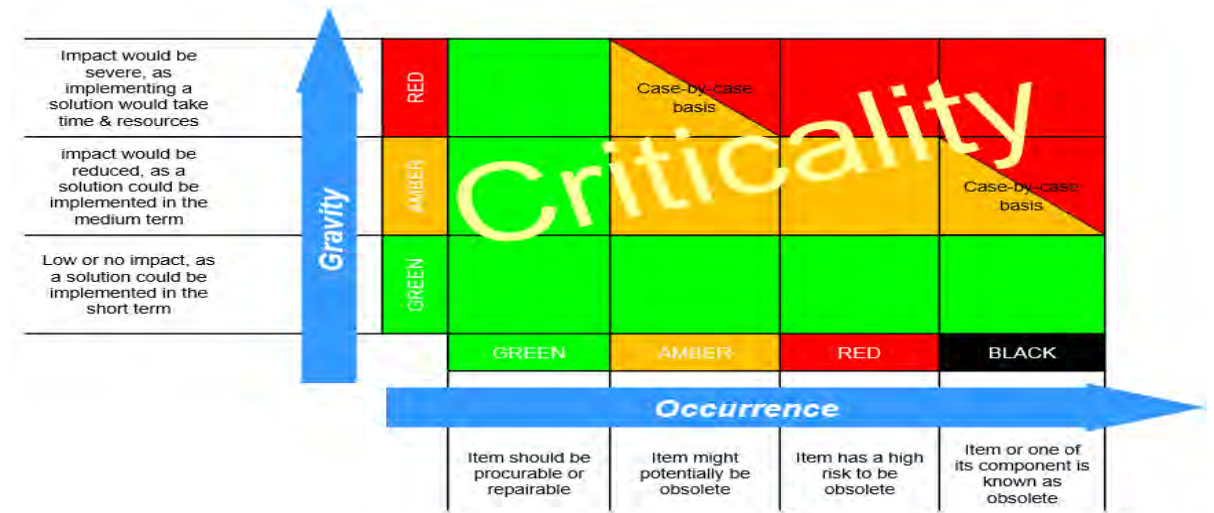 Impact would be
severe, as
implementing a
solution would take
time & resources
RED
Case-by-case
basis
impact would be
reduced, as a
solution could be
implemented in the
medium term
AMBER
Case-by-case
basis
Low or no impact, as
a solution could be
implemented in the
short term
GREEN
Gravity
Criticality
GREEN
AMBER
RED
BLACK
Occurrence
Item should be
procurable or
repairable
Item might
potentially be
obsolete
Item has a high
risk to be
obsolete
Item or one of
its component is
known as
obsolete